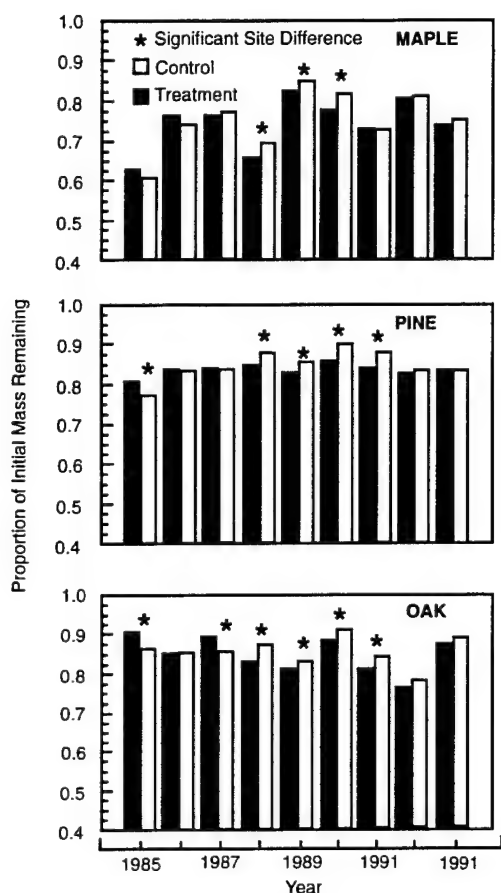 ★ Significant Site Difference
Control
Treatment
MAPLE
1.0
0.9
0.8
0.7
0.6
0.5
0.4
PINE
1.0
0.9
0.8
0.7
0.6
0.5
0.4
OAK
1.0
0.9
0.8
0.7
0.6
0.5
0.4
Proportion of Initial Mass Remaining
1985 1987 1989 1991 1991
Year